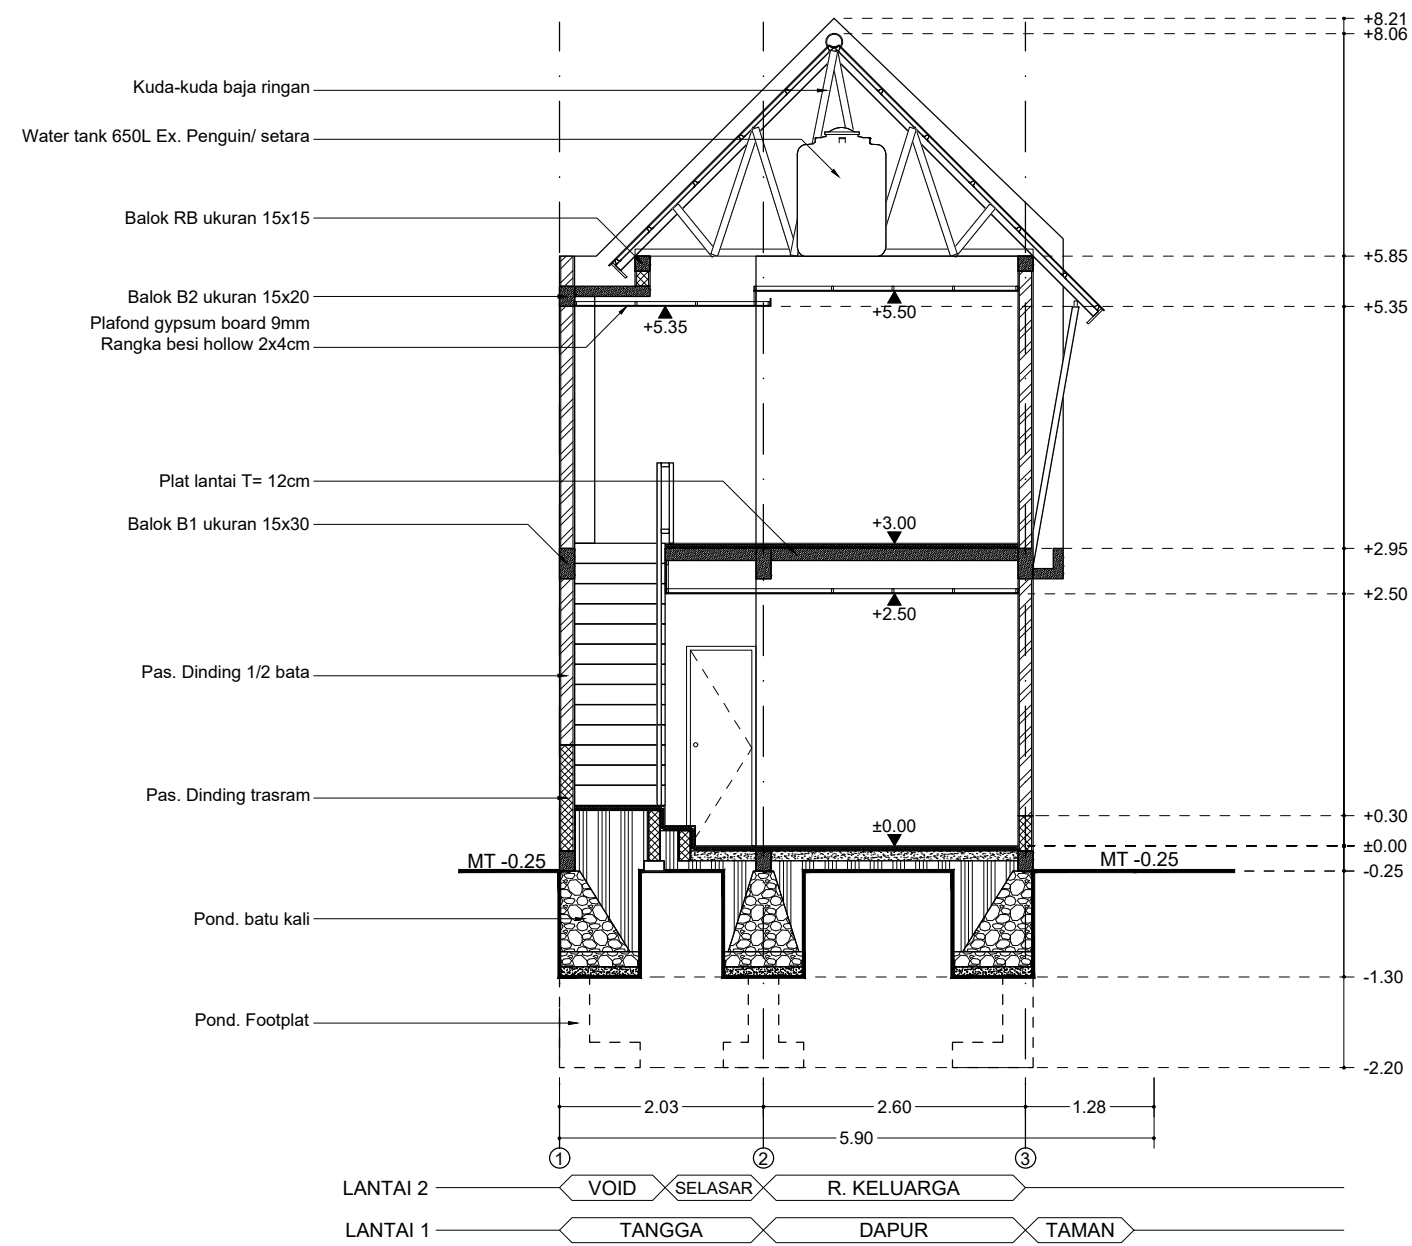 +8.21
+8.06
Kuda-kuda baja ringan
Water tank 650L Ex. Penguin/ setara
Balok RB ukuran 15x15
+5.85
Balok B2 ukuran 15x20
+5.50
+5.35
Plafond gypsum board 9mm
+5.35
Rangka besi hollow 2x4cm
Plat lantai T= 12cm
Balok B1 ukuran 15x30
+3.00
+2.95
+2.50
+2.50
Pas. Dinding 1/2 bata
Pas. Dinding trasram
+0.30
±0.00
±0.00
MT -0.25
MT -0.25
-0.25
Pond. batu kali
-1.30
Pond. Footplat
-2.20
2.03
2.60
1.28
5.90
1
2
3
LANTAI 2
VOID
SELASAR
R. KELUARGA
LANTAI 1
TANGGA
DAPUR
TAMAN